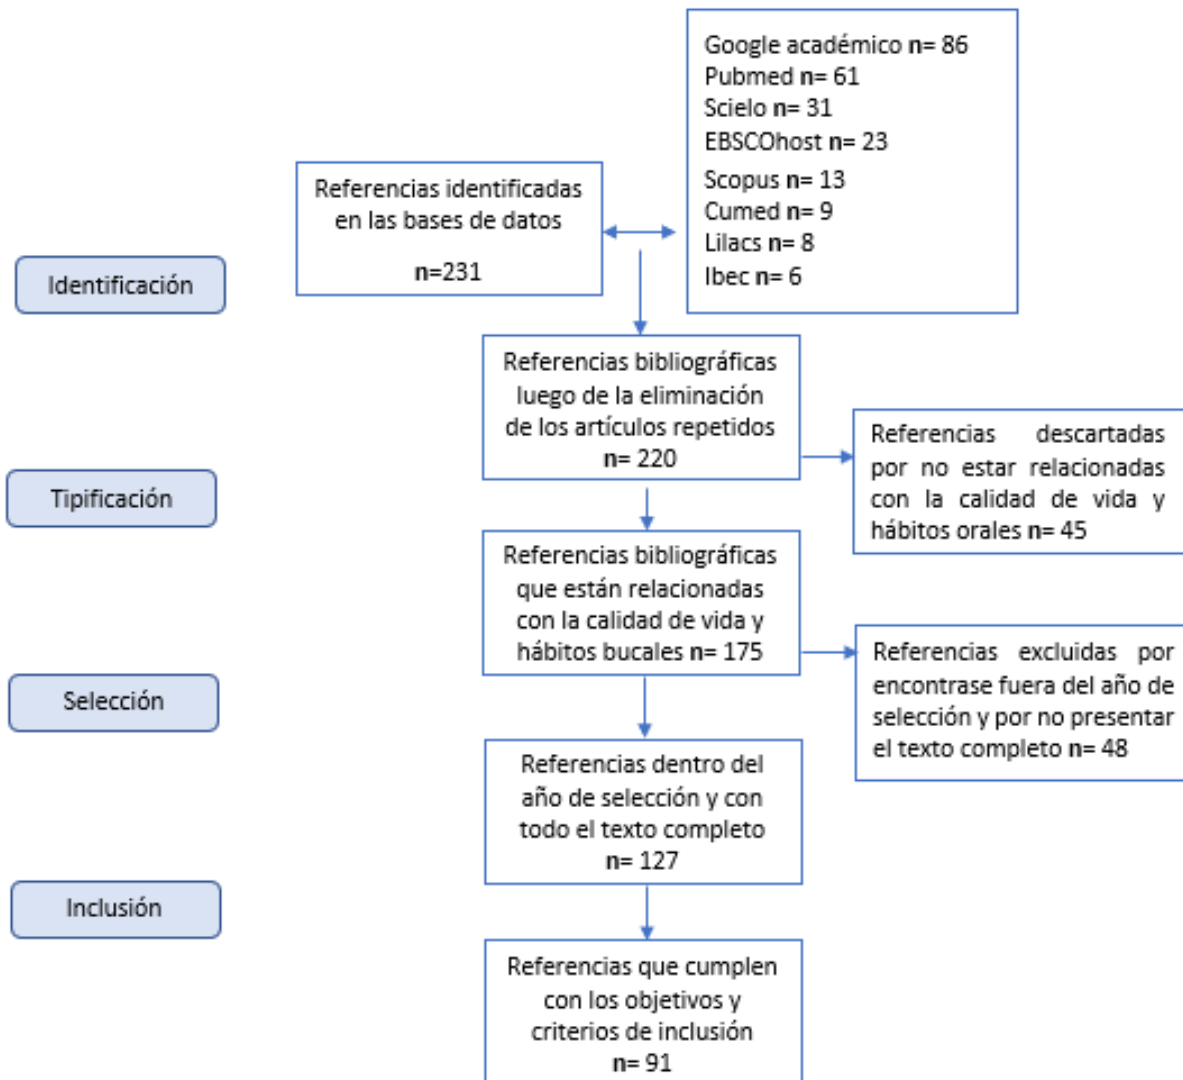 Google académico n= 86
Pubmed n= 61
Scielo n= 31
EBSCOhost n= 23
Scopus n= 13
Cumed n= 9
Lilacs n= 8
Ibec n= 6
Referencias identificadas
en las bases de datos
n=231
Identificación
Referencias bibliográficas
luego de la eliminación
de los artículos repetidos
n= 220
Referencias descartadas
por no estar relacionadas
con la calidad de vida y
hábitos orales n= 45
Tipificación
Referencias bibliográficas
que están relacionadas
con la calidad de vida y
hábitos bucales n= 175
Referencias excluidas por
encontrase fuera del año de
selección y por no presentar
el texto completo n= 48
Selección
Referencias dentro del
año de selección y con
todo el texto completo
n= 127
Inclusión
Referencias que cumplen
con los objetivos y
criterios de inclusión
n= 91